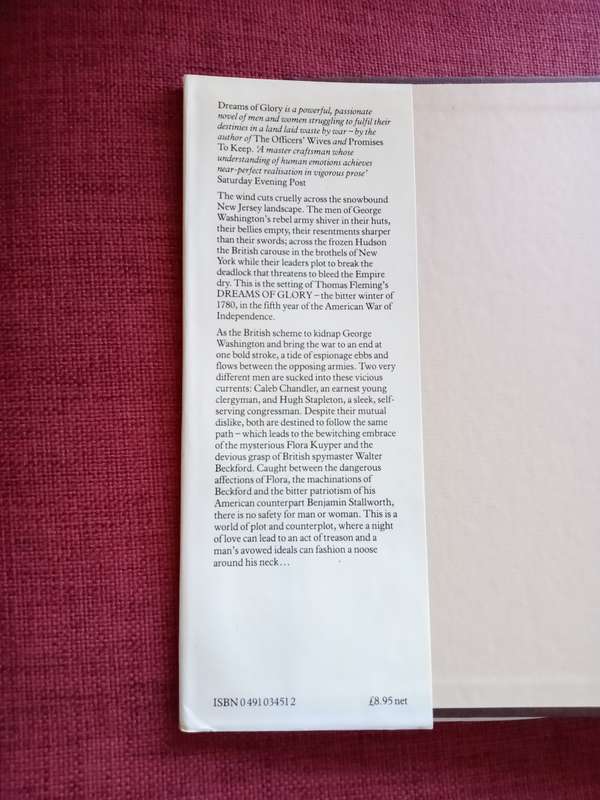 Dreams of Glory is a powerful, passionate
novel of men and women struggling to fulfil their
destinies in a land laid waste by war – by the
author of The Officers' Wives and Promises
To Keep. 'A master craftsman whose
understanding of human emotions achieves
near-perfect realisation in vigorous prose'
Saturday Evening Post
The wind cuts cruelly across the snowbound
New Jersey landscape. The men of George
Washington's rebel army shiver in their huts,
their bellies empty, their resentments sharper
than their swords; across the frozen Hudson
the British carouse in the brothels of New
York while their leaders plot to break the
deadlock that threatens to bleed the Empire
dry. This is the setting of Thomas Fleming's
DREAMS OF GLORY – the bitter winter of
1780, in the fifth year of the American War of
Independence.
As the British scheme to kidnap George
Washington and bring the war to an end at
one bold stroke, a tide of espionage ebbs and
flows between the opposing armies. Two very
different men are sucked into these vicious
currents: Caleb Chandler, an earnest young
clergyman, and Hugh Stapleton, a sleek, self-
serving congressman. Despite their mutual
dislike, both are destined to follow the same
path – which leads to the bewitching embrace
of the mysterious Flora Kuyper and the
devious grasp of British spymaster Walter
Beckford. Caught between the dangerous
affections of Flora, the machinations of
Beckford and the bitter patriotism of his
American counterpart Benjamin Stallworth,
there is no safety for man or woman. This is a
world of plot and counterplot, where a night
of love can lead to an act of treason and a
man's avowed ideals can fashion a noose
around his neck...
ISBN 0 491 03451 2 £8.95 net